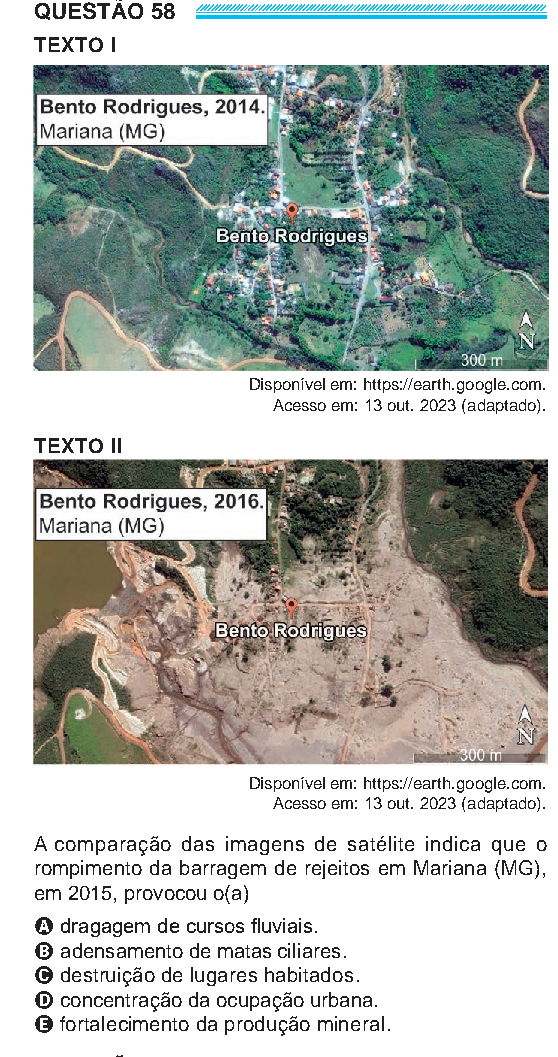 QUESTÃO 58
TEXTO I
Bento Rodrigues, 2014.
Mariana (MG)
Bento Rodrigues
N
300 m
Disponível em: https://earth.google.com.
Acesso em: 13 out. 2023 (adaptado).
TEXTO II
Bento Rodrigues, 2016.
Mariana (MG)
Bento Rodrigues
N
300 m
Disponível em: https://earth.google.com.
Acesso em: 13 out. 2023 (adaptado).
A comparação das imagens de satélite indica que o
rompimento da barragem de rejeitos em Mariana (MG),
em 2015, provocou o(a)
A dragagem de cursos fluviais.
B adensamento de matas ciliares.
C destruição de lugares habitados.
D concentração da ocupação urbana.
E fortalecimento da produção mineral.